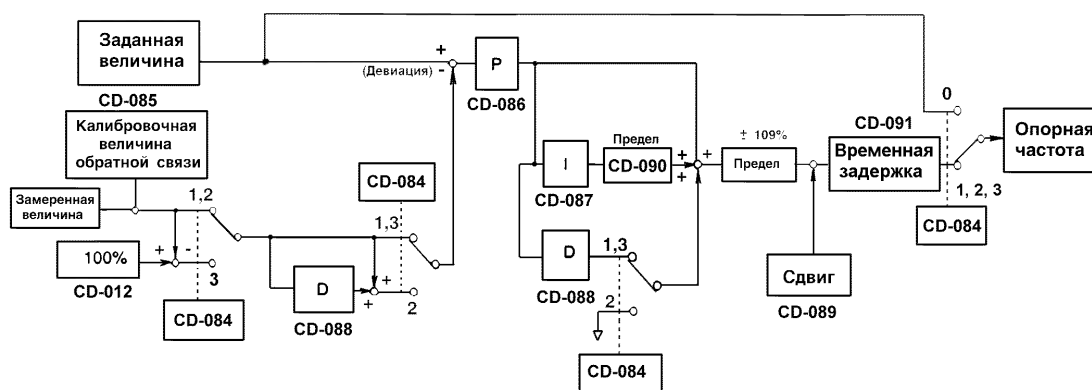 Заданная
величина
CD-085
Калибровочная
величина
обратной связи
Замеренная
величина
100%
CD-012
+
-
1,2
3
CD-084
D
CD-088
+
+
1,3
2
CD-084
+
-
(Девиация)
P
CD-086
I
CD-087
Предел
CD-090
+
+
+
D
CD-088
1,3
2
CD-084
± 109%
Предел
Сдвиг
CD-089
CD-091
Временная
задержка
0
1, 2, 3
CD-084
Опорная
частота